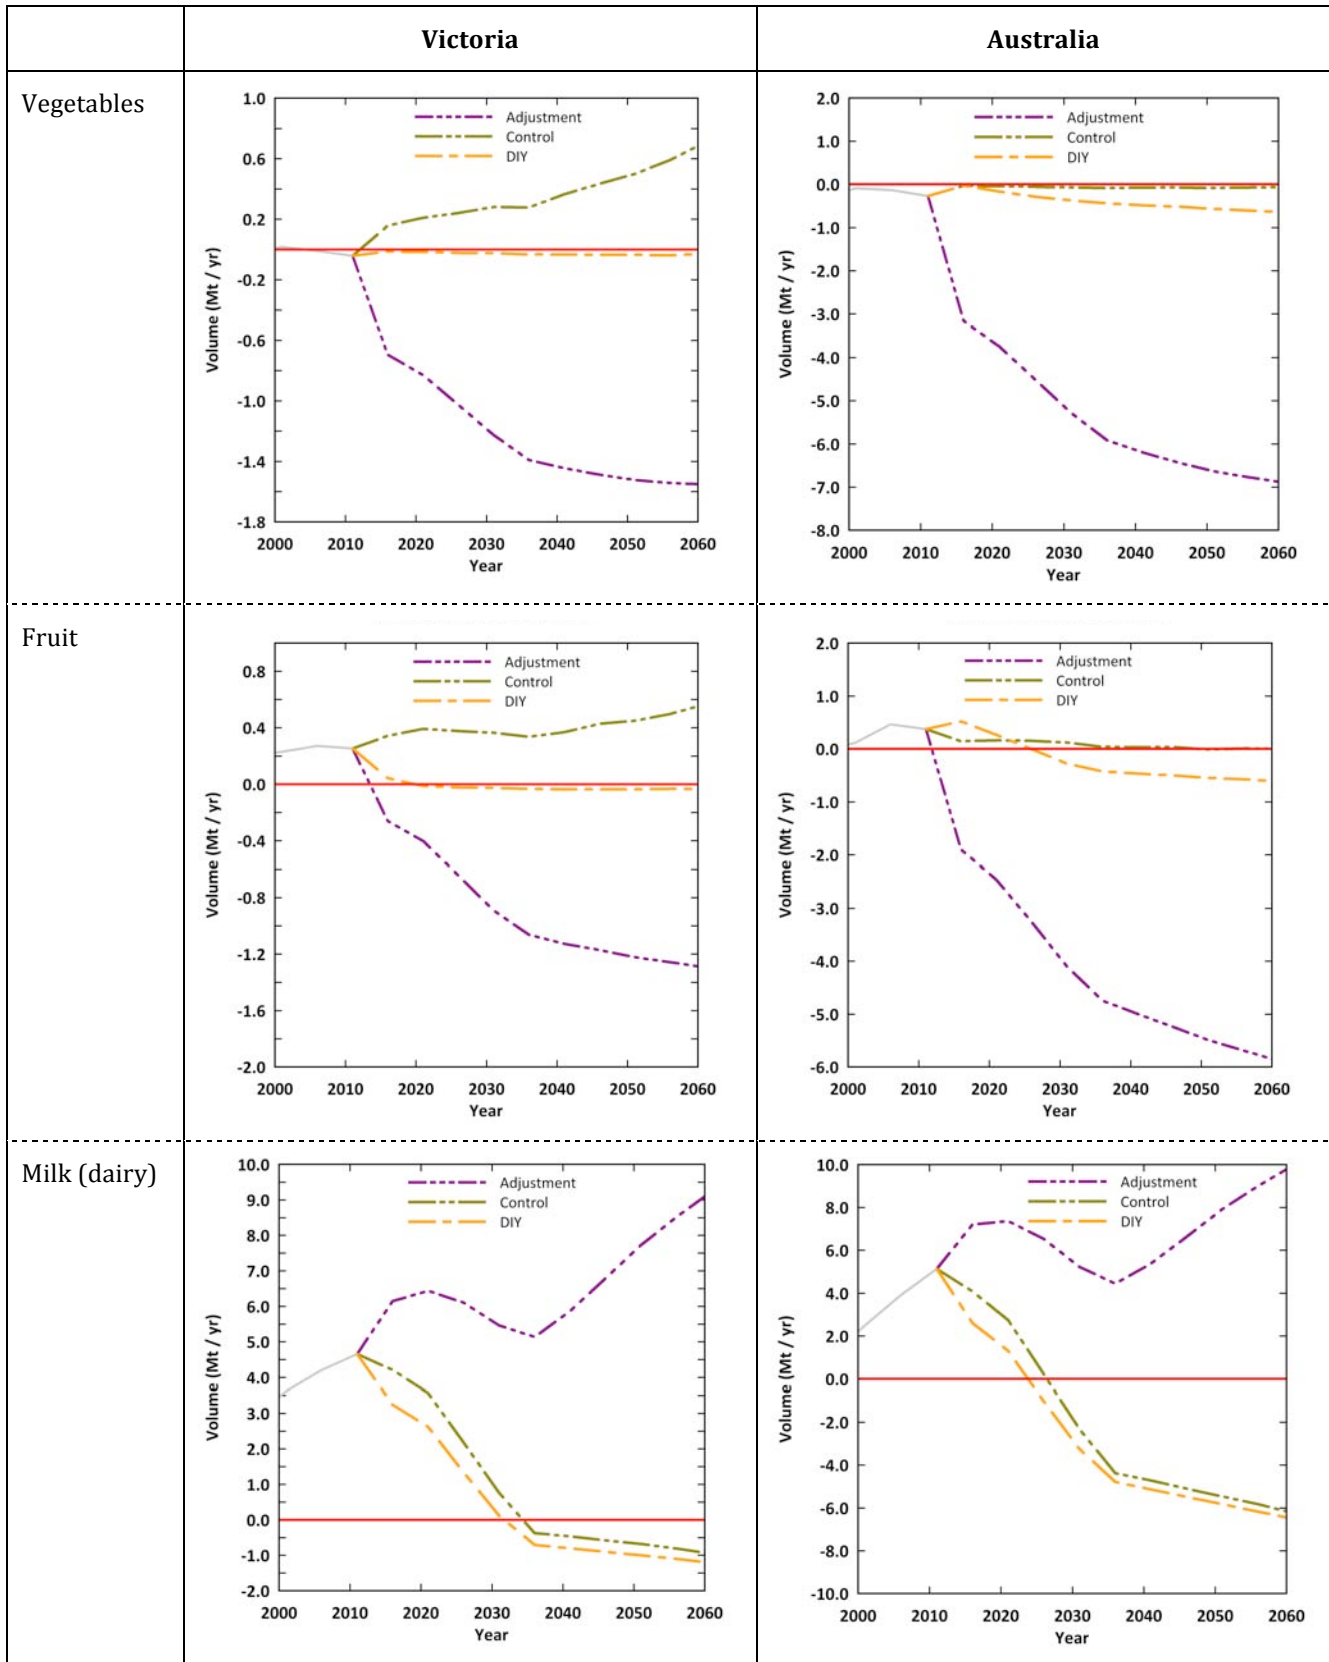 Victoria
Australia
Vegetables
1.0
0.6
0.2
-0.2
-0.6
-1.0
-1.4
-1.8
Volume (Mt / yr)
Adjustment
Control
DIY
2000 2010 2020 2030 2040 2050 2060
Year
2.0
1.0
0.0
-1.0
-2.0
-3.0
-4.0
-5.0
-6.0
-7.0
-8.0
Volume (Mt / yr)
Adjustment
Control
DIY
2000 2010 2020 2030 2040 2050 2060
Year
Fruit
0.8
0.4
0.0
-0.4
-0.8
-1.2
-1.6
-2.0
Volume (Mt / yr)
Adjustment
Control
DIY
2000 2010 2020 2030 2040 2050 2060
Year
2.0
1.0
0.0
-1.0
-2.0
-3.0
-4.0
-5.0
-6.0
Volume (Mt / yr)
Adjustment
Control
DIY
2000 2010 2020 2030 2040 2050 2060
Year
Milk (dairy)
10.0
9.0
8.0
7.0
6.0
5.0
4.0
3.0
2.0
1.0
0.0
-1.0
-2.0
Volume (Mt / yr)
Adjustment
Control
DIY
2000 2010 2020 2030 2040 2050 2060
Year
10.0
8.0
6.0
4.0
2.0
0.0
-2.0
-4.0
-6.0
-8.0
-10.0
Volume (Mt / yr)
Adjustment
Control
DIY
2000 2010 2020 2030 2040 2050 2060
Year